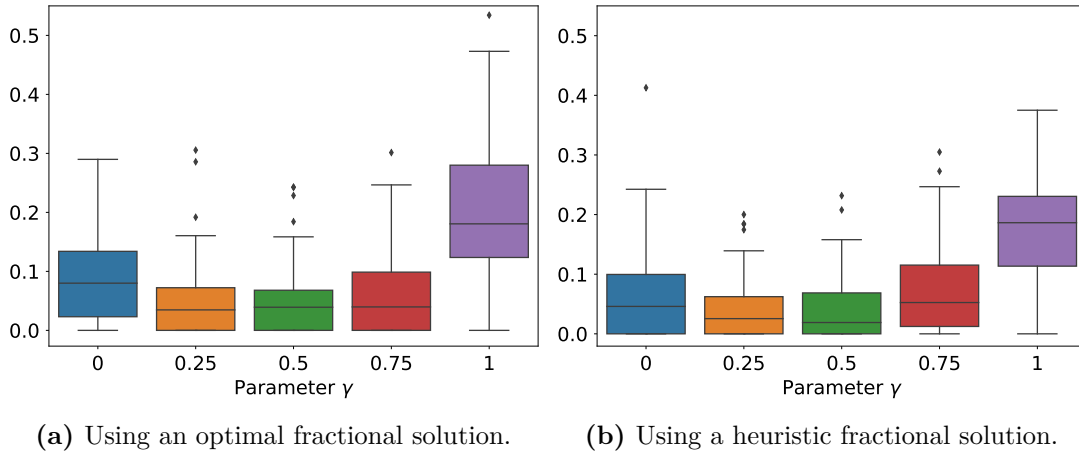 0.5
0.4
0.3
0.2
0.1
0.0
0 0.25 0.5 0.75 1
Parameter γ
(a) Using an optimal fractional solution.
0.5
0.4
0.3
0.2
0.1
0.0
0 0.25 0.5 0.75 1
Parameter γ
(b) Using a heuristic fractional solution.